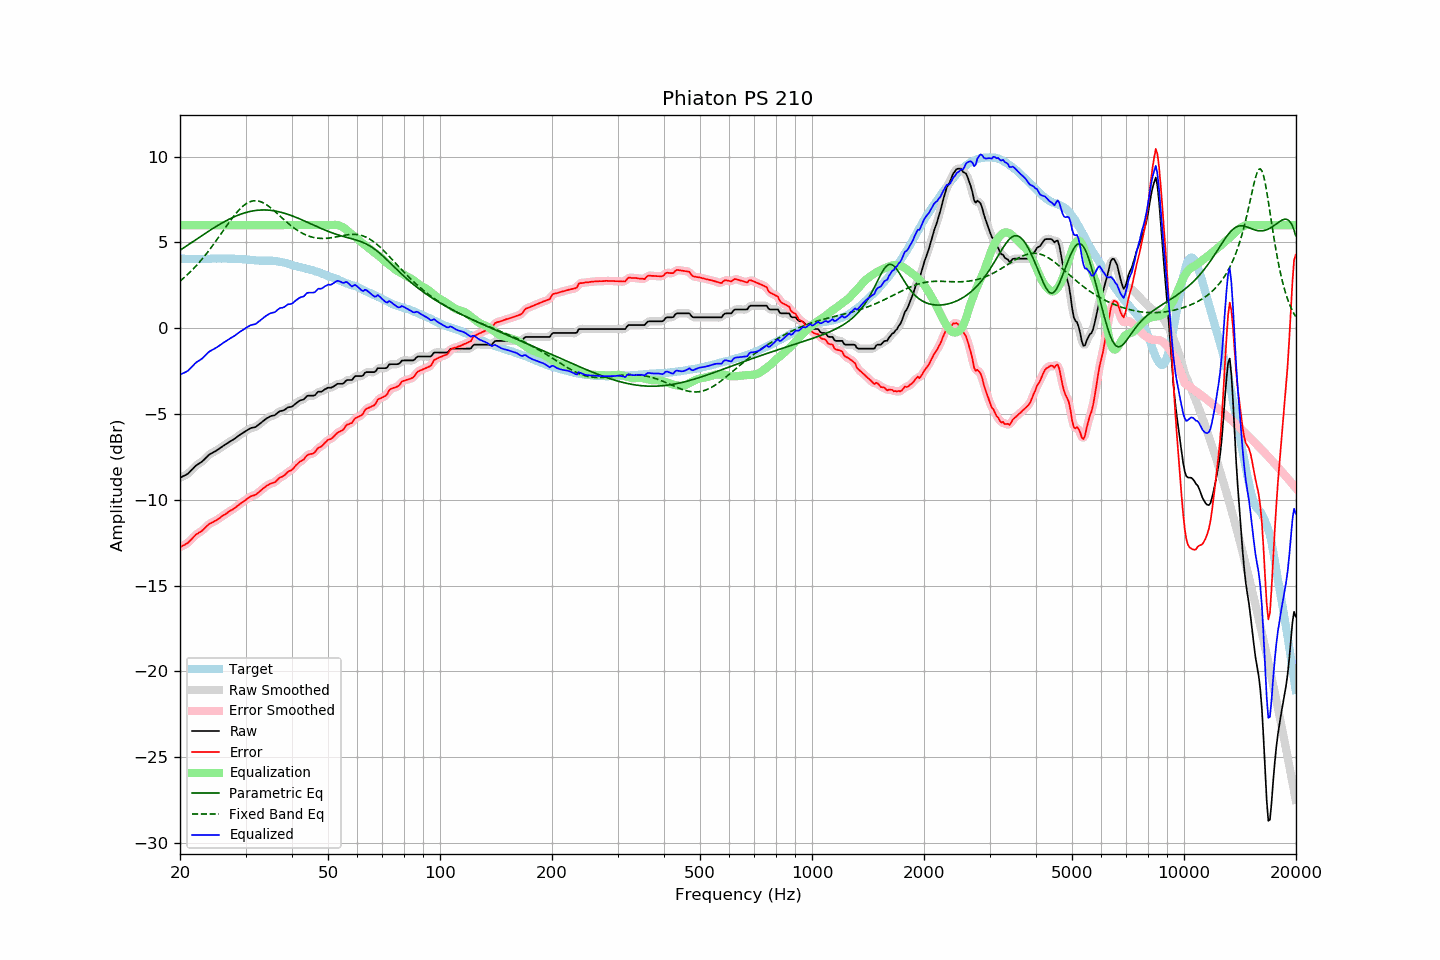 Phiaton PS 210
Amplitude (dBr)
10
5
0
−5
−10
−15
−20
−25
−30
Target
Raw Smoothed
Error Smoothed
Raw
Error
Equalization
Parametric Eq
Fixed Band Eq
Equalized
20
50
100
200
500
1000
2000
5000
10000
20000
Frequency (Hz)